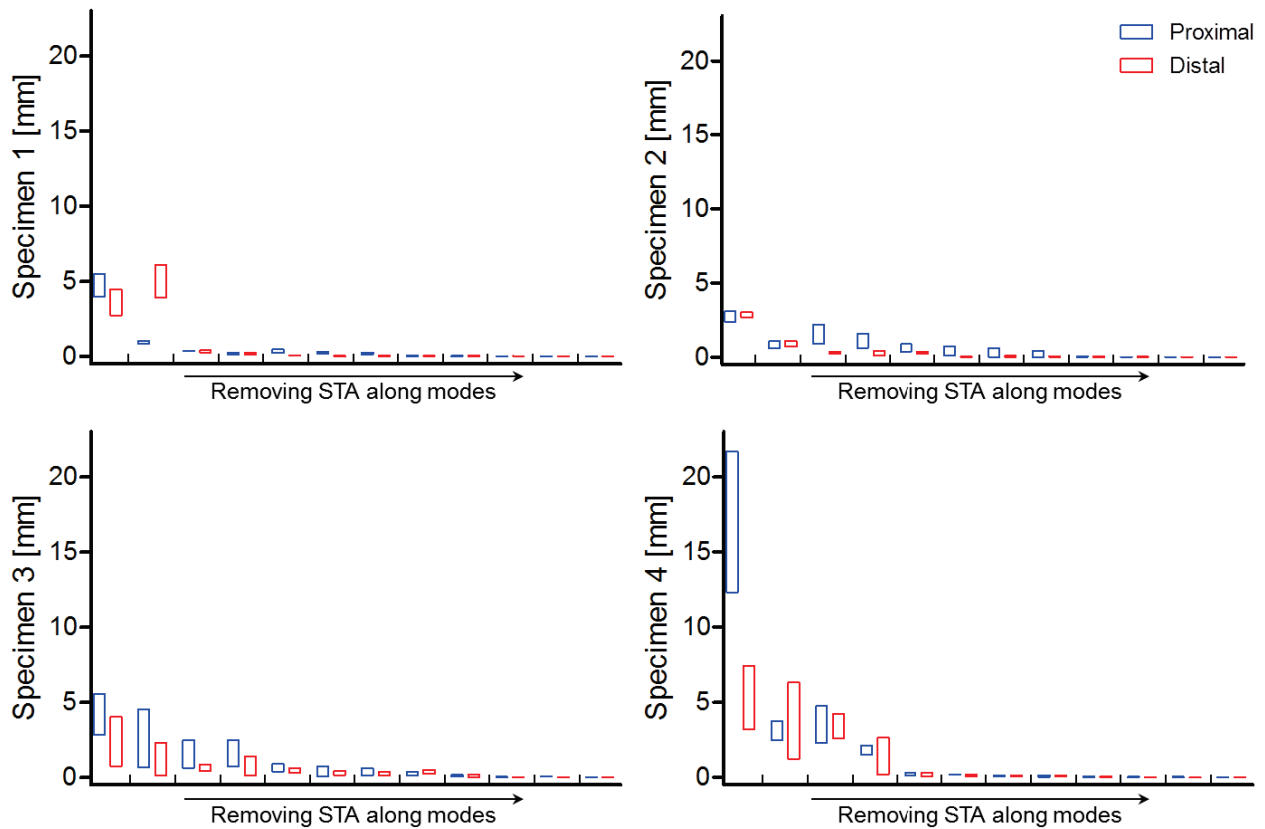 Specimen 1 [mm]
20
15
10
5
0
Removing STA along modes
Specimen 2 [mm]
20
15
10
5
0
Proximal
Distal
Removing STA along modes
Specimen 3 [mm]
20
15
10
5
0
Removing STA along modes
Specimen 4 [mm]
20
15
10
5
0
Removing STA along modes